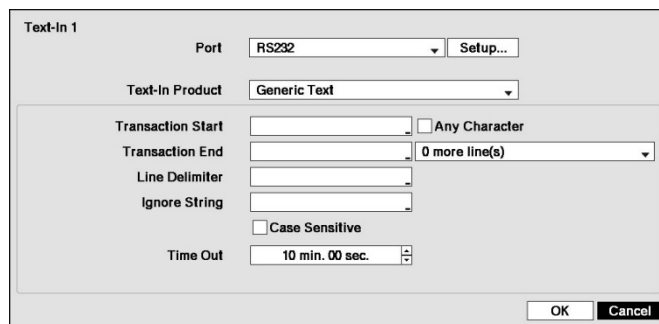 Text-In 1
Port RS232 Setup...
Text-In Product Generic Text
Transaction Start Any Character
Transaction End 0 more line(s)
Line Delimiter
Ignore String
Case Sensitive
Time Out 10 min. 00 sec.
OK Cancel